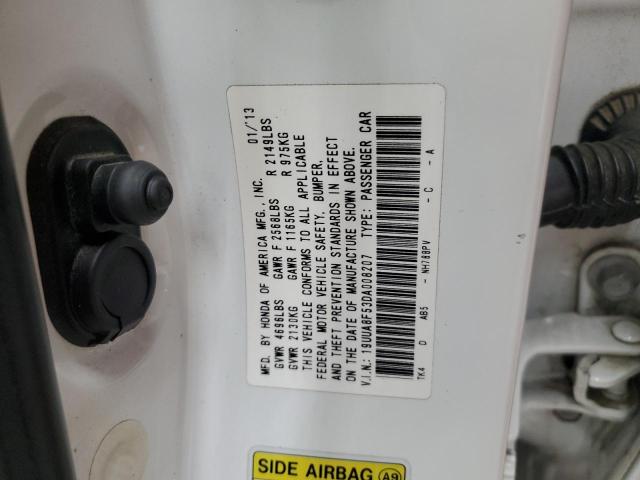 MFD. BY HONDA OF AMERICA MFG., INC. 01/'13
GVWR 4696LBS GAWR F 2568LBS R 2149LBS
GVWR 2130KG GAWR F 1165KG R 975KG
THIS VEHICLE CONFORMS TO ALL APPLICABLE
FEDERAL MOTOR VEHICLE SAFETY, BUMPER,
AND THEFT PREVENTION STANDARDS IN EFFECT
ON THE DATE OF MANUFACTURE SHOWN ABOVE.
V.I.N.: 19UUA8F53DA008207 TYPE: PASSENGER CAR
TK4 D AB5 - NH788PV - C - A
SIDE AIRBAG A9